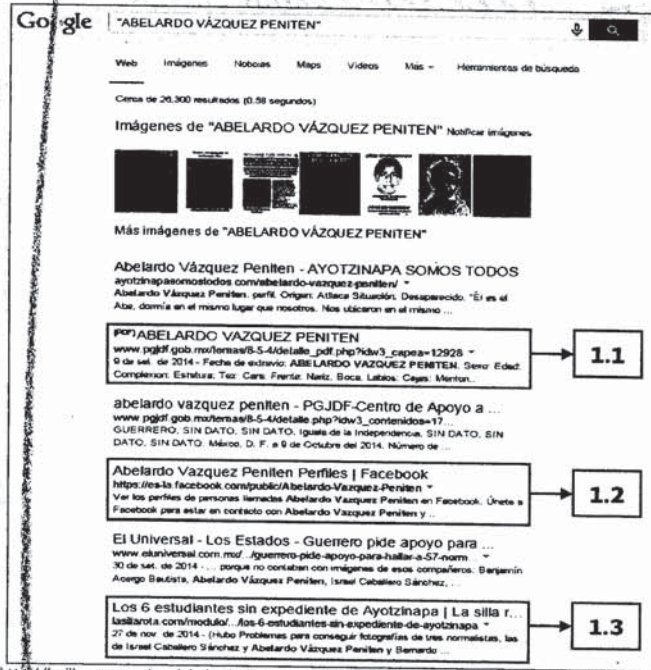 Google "ABELARDO VÁZQUEZ PENITEN"
Web Imágenes Noticias Maps Videos Más Herramientas de búsqueda
Cerca de 26,300 resultados (0.58 segundos)
Imágenes de "ABELARDO VÁZQUEZ PENITEN" Notificar imágenes
Más imágenes de "ABELARDO VÁZQUEZ PENITEN"
Abelardo Vázquez Peniten - AYOTZINAPA SOMOS TODOS
ayotzinapasomostodos.com/abelardo-vazquez-peniten/
Abelardo Vázquez Peniten, perfil. Origen: Atliaca Situación. Desaparecido. "Él es el
Abe, dormía en el mismo lugar que nosotros. Nos ubicaron en el mismo ...
[PDF] ABELARDO VAZQUEZ PENITEN
www.pgjdf.gob.mx/temas/8-5-4/detalle_pdf.php?idw3_capea=12928
9 de set. de 2014 - Fecha de extravío: ABELARDO VAZQUEZ PENITEN. Sexo: Edad:
Complexion: Estatura: Tez: Cara: Frente: Nariz. Boca. Labios: Cejas: Menton...
1.1
abelardo vazquez peniten - PGJDF-Centro de Apoyo a ...
www.pgjdf.gob.mx/temas/8-5-4/detalle.php?idw3_contenidos=17...
GUERRERO, SIN DATO, Iguala de la Independencia, SIN DATO, SIN
DATO, SIN DATO. México, D. F. a 9 de Octubre del 2014. Número de ...
Abelardo Vazquez Peniten Perfiles | Facebook
https://es-la.facebook.com/public/Abelardo-Vazquez-Peniten
Ver los perfiles de personas llamadas Abelardo Vazquez Peniten en Facebook. Únete a
Facebook para estar en contacto con Abelardo Vazquez Peniten y ...
1.2
El Universal - Los Estados - Guerrero pide apoyo para ...
www.eluniversal.com.mx/.../guerrero-pide-apoyo-para-hallar-a-57-norm...
30 de set. de 2014 - ... porque no contaban con imágenes de esos compañeros: Benjamín
Acergo Bautista, Abelardo Vázquez Peniten, Israel Caballero Sánchez, ...
Los 6 estudiantes sin expediente de Ayotzinapa | La silla r...
lasillarota.com/modulo/.../los-6-estudiantes-sin-expediente-de-ayotzinapa
27 de nov. de 2014 - (Hubo Problemas para conseguir fotografías de tres normalistas, las
de Israel Caballero Sánchez y Abelardo Vázquez Peniten y Bernardo ...
1.3